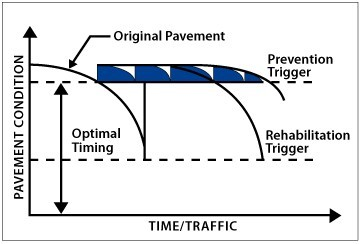 Original Pavement
Prevention
Trigger
Optimal
Timing
Rehabilitation
Trigger
PAVEMENT CONDITION
TIME/TRAFFIC